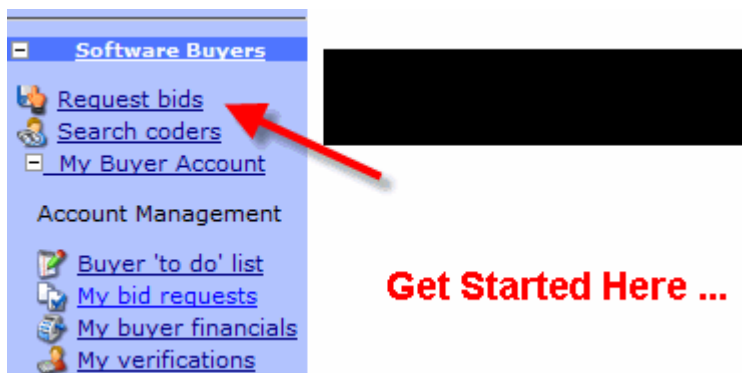 Software Buyers
Request bids
Search coders
My Buyer Account
Account Management
Buyer 'to do' list
My bid requests
Get Started Here ...
My buyer financials
My verifications